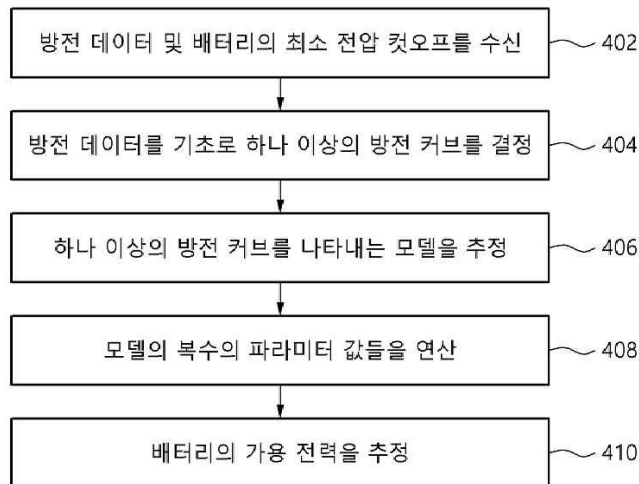 방전 데이터 및 배터리의 최소 전압 컷오프를 수신
402
방전 데이터를 기초로 하나 이상의 방전 커브를 결정
404
하나 이상의 방전 커브를 나타내는 모델을 추정
406
모델의 복수의 파라미터 값들을 연산
408
배터리의 가용 전력을 추정
410